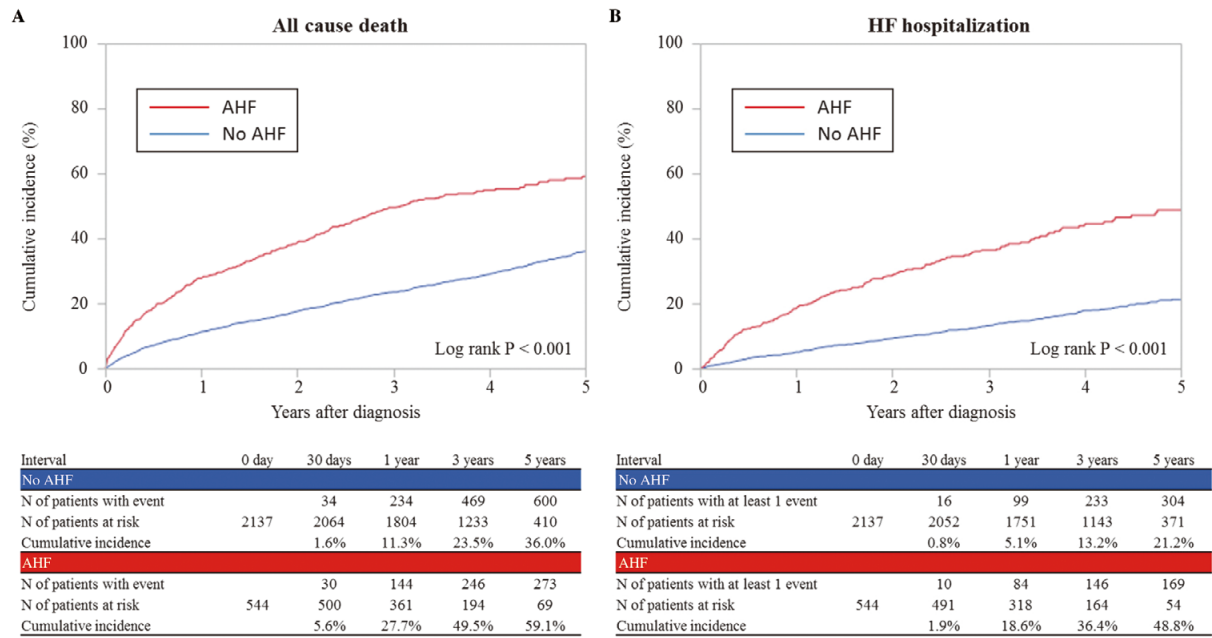 A
All cause death
100
80
60
40
20
0
Cumulative incidence (%)
AHF
No AHF
Log rank P < 0.001
0 1 2 3 4 5
Years after diagnosis
Interval 0 day 30 days 1 year 3 years 5 years
No AHF
N of patients with event 34 234 469 600
N of patients at risk 2137 2064 1804 1233 410
Cumulative incidence 1.6% 11.3% 23.5% 36.0%
AHF
N of patients with event 30 144 246 273
N of patients at risk 544 500 361 194 69
Cumulative incidence 5.6% 27.7% 49.5% 59.1%
B
HF hospitalization
100
80
60
40
20
0
Cumulative incidence (%)
AHF
No AHF
Log rank P < 0.001
0 1 2 3 4 5
Years after diagnosis
Interval 0 day 30 days 1 year 3 years 5 years
No AHF
N of patients with at least 1 event 16 99 233 304
N of patients at risk 2137 2052 1751 1143 371
Cumulative incidence 0.8% 5.1% 13.2% 21.2%
AHF
N of patients with at least 1 event 10 84 146 169
N of patients at risk 544 491 318 164 54
Cumulative incidence 1.9% 18.6% 36.4% 48.8%